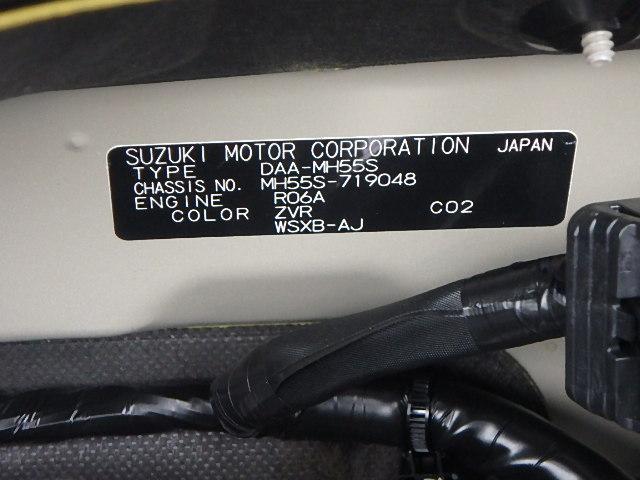 SUZUKI MOTOR CORPORATION JAPAN
TYPE DAA-MH55S
CHASSIS NO. MH55S-719048
ENGINE R06A
COLOR ZVR C02
WSXB-AJ